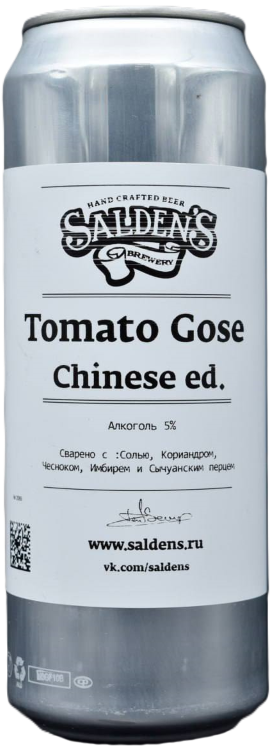 HAND CRAFTED BEER
SALDEN'S
BREWERY
Tomato Gose
Chinese ed.
Алкоголь 5%
Сварено с :Солью, Кориандром,
Чесноком, Имбирем и Сычуанским перцем
www.saldens.ru
vk.com/saldens